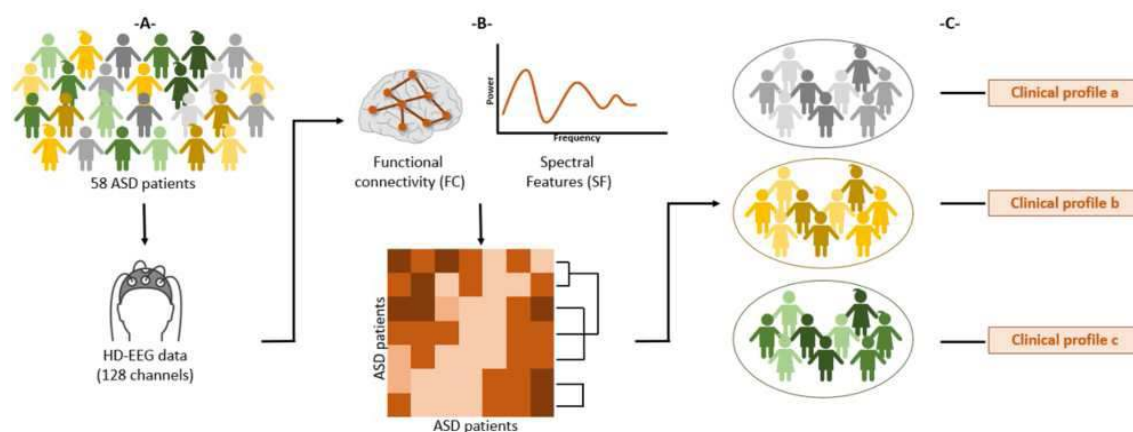 -A-
58 ASD patients
HD-EEG data
(128 channels)
-B-
Functional
connectivity (FC)
Power
Frequency
Spectral
Features (SF)
ASD patients
ASD patients
-C-
Clinical profile a
Clinical profile b
Clinical profile c